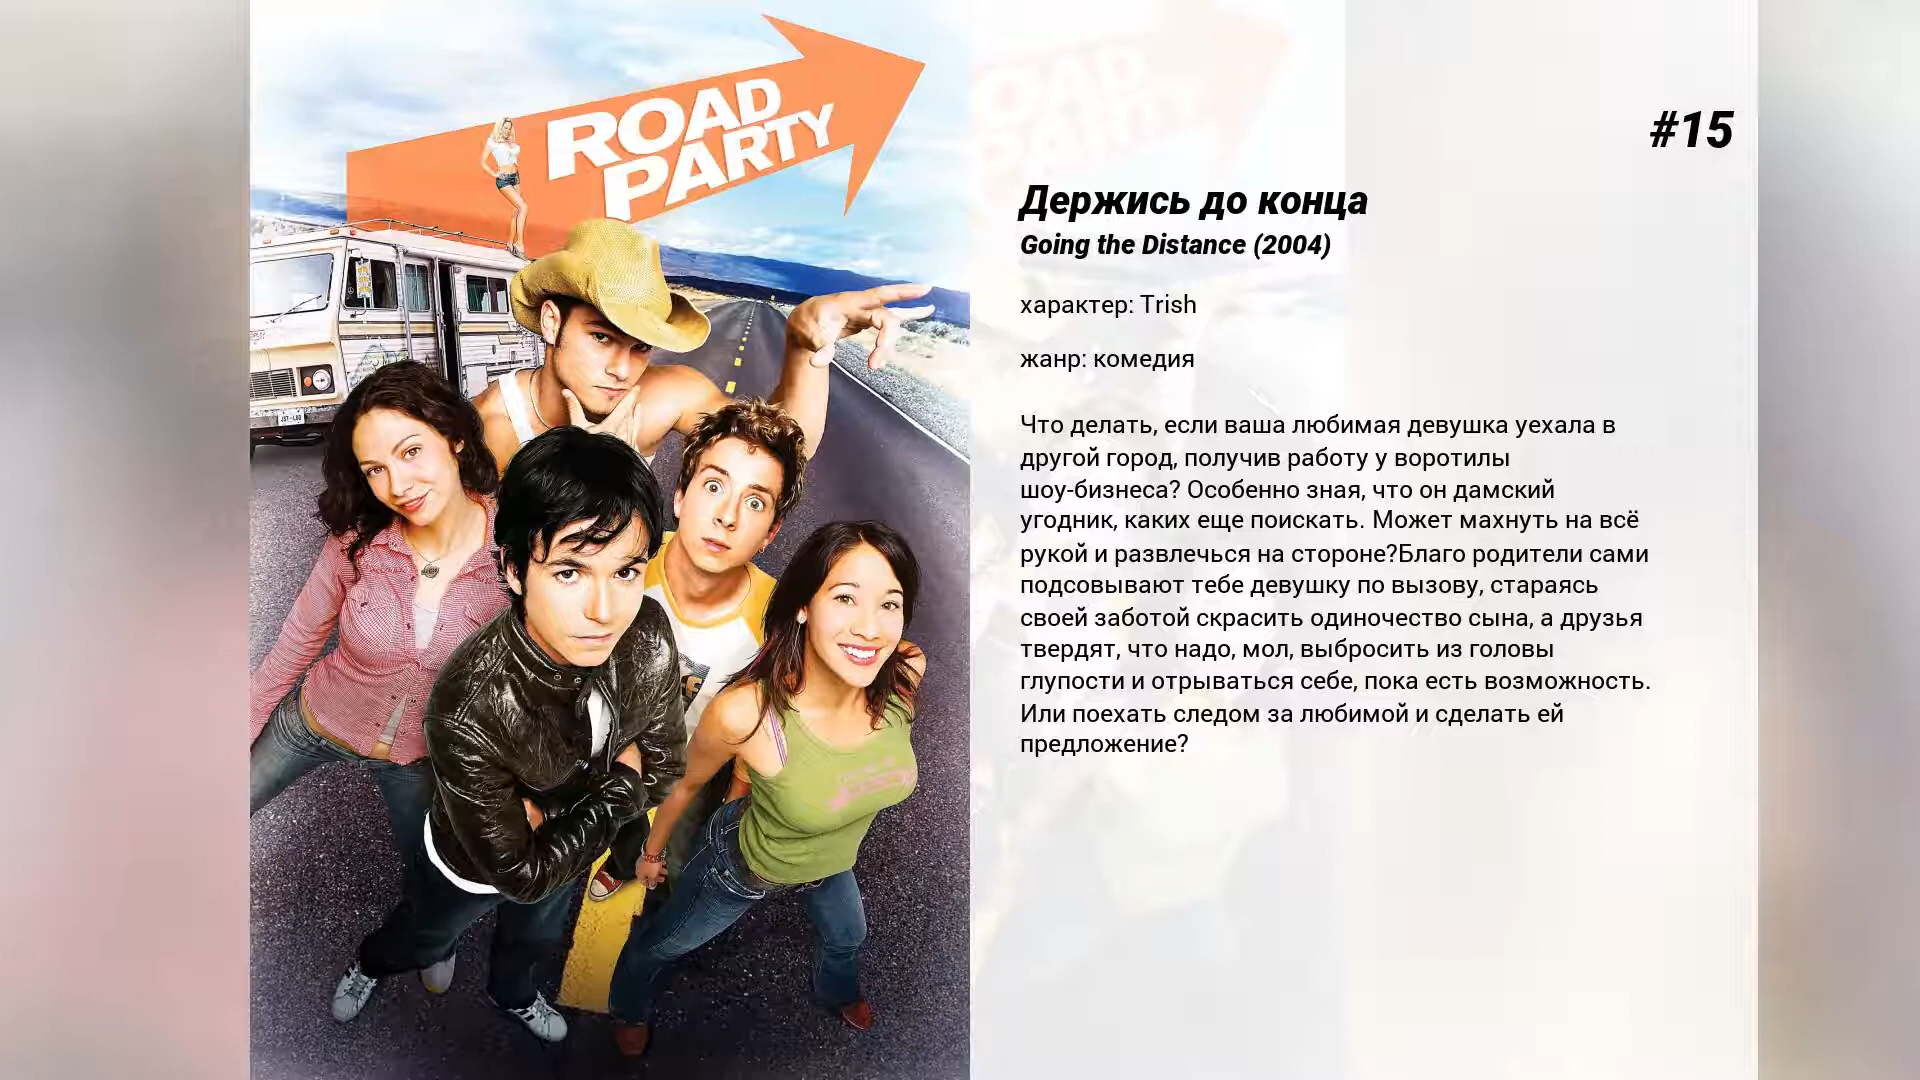 ROAD
PARTY
#15
Держись до конца
Going the Distance (2004)
характер: Trish
жанр: комедия
Что делать, если ваша любимая девушка уехала в
другой город, получив работу у воротилы
шоу-бизнеса? Особенно зная, что он дамский
угодник, каких еще поискать. Может махнуть на всё
рукой и развлечься на стороне?Благо родители сами
подсовывают тебе девушку по вызову, стараясь
своей заботой скрасить одиночество сына, а друзья
твердят, что надо, мол, выбросить из головы
глупости и отрываться себе, пока есть возможность.
Или поехать следом за любимой и сделать ей
предложение?